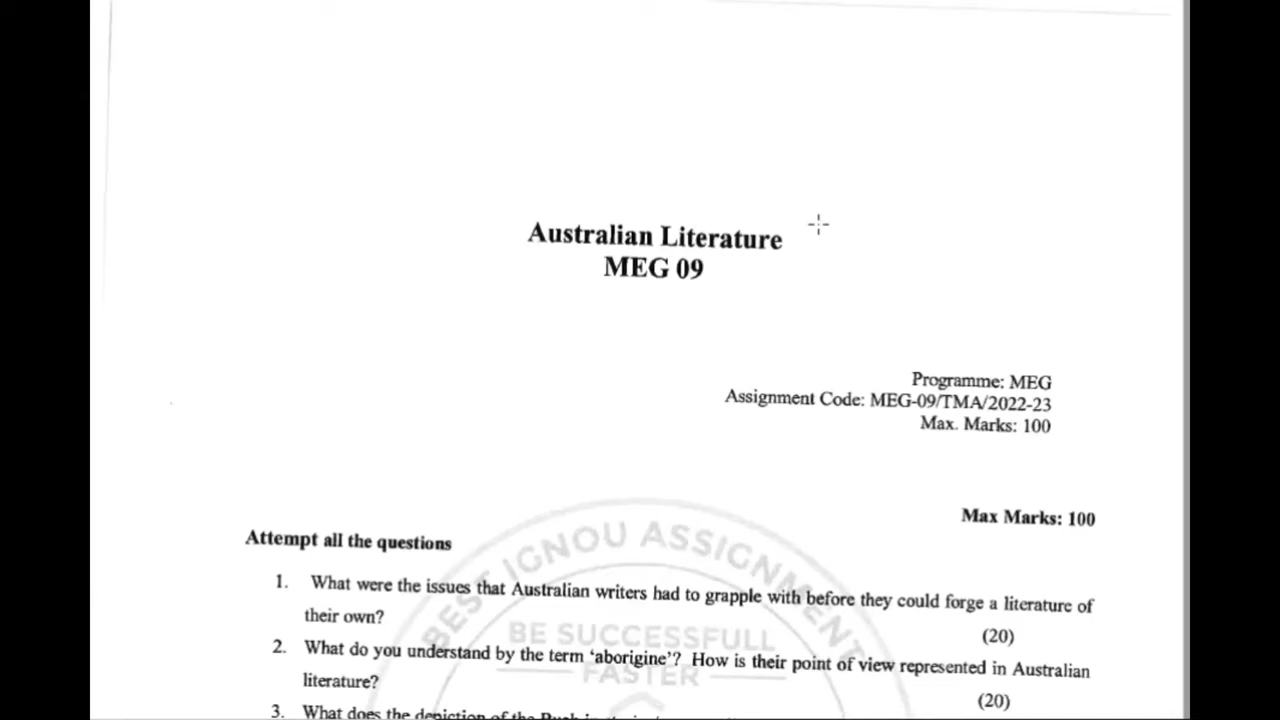 Australian Literature
MEG 09
Programme: MEG
Assignment Code: MEG-09/TMA/2022-23
Max. Marks: 100
Max Marks: 100
Attempt all the questions
1. What were the issues that Australian writers had to grapple with before they could forge a literature of
their own?
(20)
2. What do you understand by the term ‘aborigine’? How is their point of view represented in Australian
literature?
(20)
3. What does the depiction of the Bush in
BEST IGNOU ASSIGNMENT
BE SUCCESSFULL
FASTER